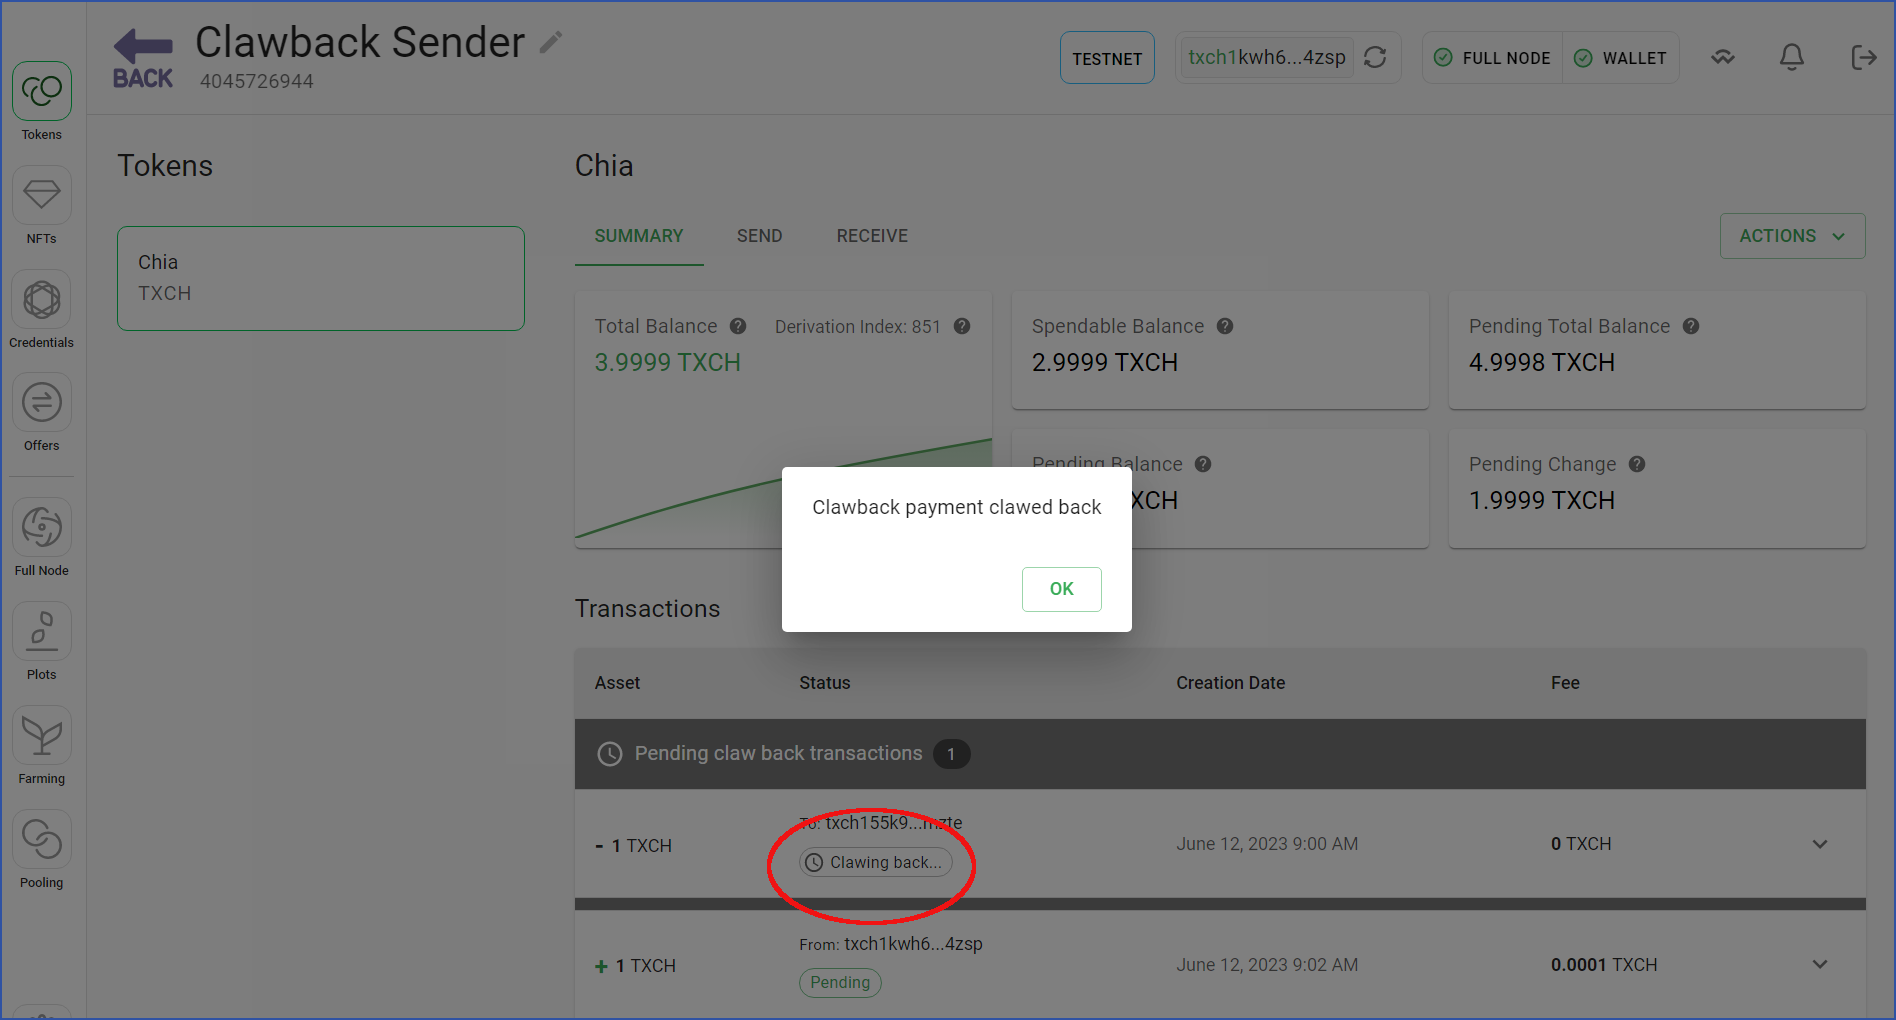 BACK
Clawback Sender
4045726944
TESTNET
txch1kwh6...4zsp
FULL NODE
WALLET
Tokens
NFTs
Credentials
Offers
Full Node
Plots
Farming
Pooling
Tokens
Chia
TXCH
Chia
SUMMARY SEND RECEIVE
ACTIONS
Total Balance Derivation Index: 851
3.9999 TXCH
Spendable Balance
2.9999 TXCH
Pending Total Balance
4.9998 TXCH
Pending Balance
XCH
Pending Change
1.9999 TXCH
Clawback payment clawed back
OK
Transactions
Asset Status Creation Date Fee
Pending claw back transactions 1
To: txch155k9...mzte
- 1 TXCH
Clawing back...
June 12, 2023 9:00 AM
0 TXCH
From: txch1kwh6...4zsp
+ 1 TXCH
Pending
June 12, 2023 9:02 AM
0.0001 TXCH